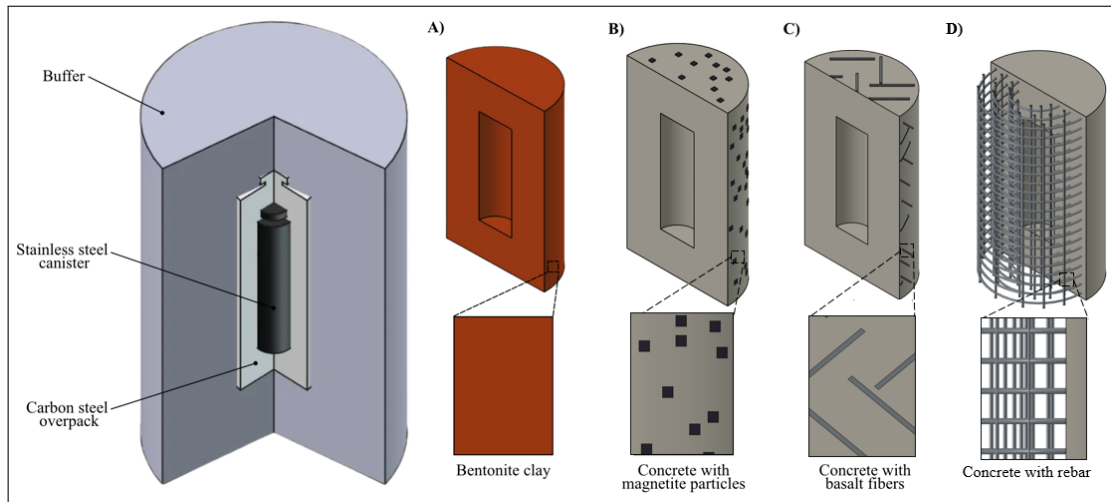 Buffer
Stainless steel
canister
Carbon steel
overpack
A)
Bentonite clay
B)
Concrete with
magnetite particles
C)
Concrete with
basalt fibers
D)
Concrete with rebar